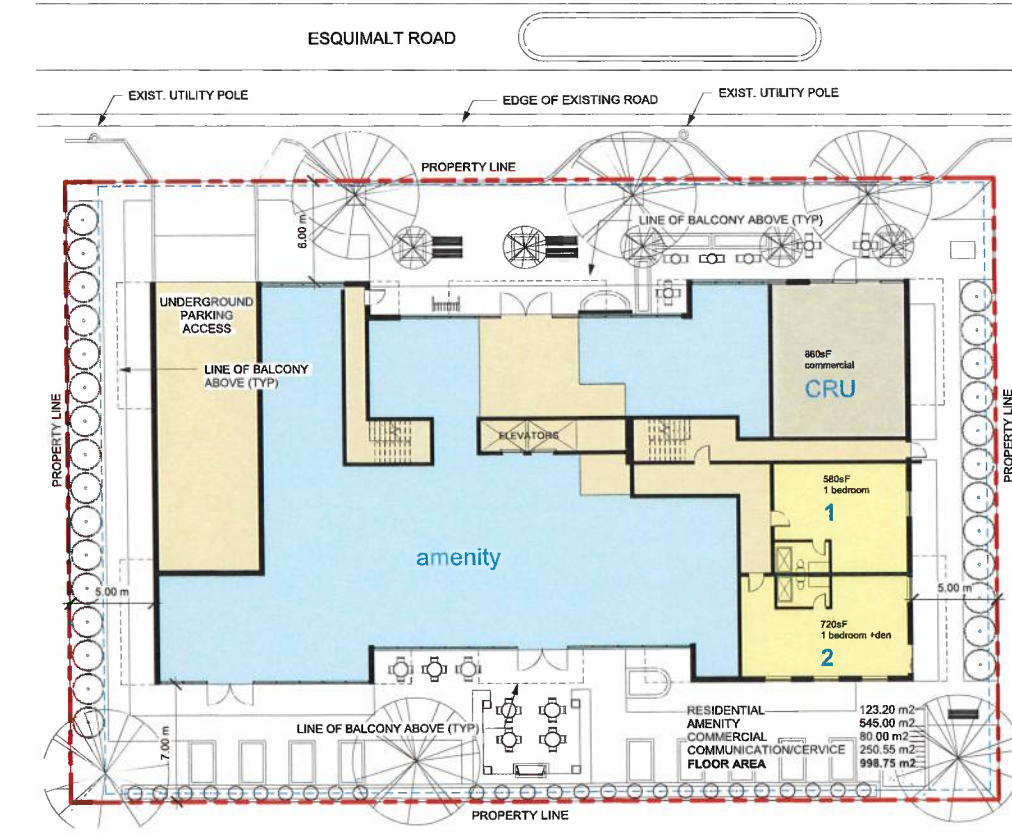 ESQUIMALT ROAD
EXIST. UTILITY POLE
EDGE OF EXISTING ROAD
EXIST. UTILITY POLE
PROPERTY LINE
6.00 m
LINE OF BALCONY ABOVE (TYP)
UNDERGROUND
PARKING
ACCESS
LINE OF BALCONY
ABOVE (TYP)
860sF
commercial
CRU
PROPERTY LINE
PROPERTY LINE
ELEVATORS
580sF
1 bedroom
1
amenity
5.00 m
5.00 m
720sF
1 bedroom +den
2
7.00 m
LINE OF BALCONY ABOVE (TYP)
RESIDENTIAL 123.20 m2
AMENITY 545.00 m2
COMMERCIAL 80.00 m2
COMMUNICATION/CERVICE 250.55 m2
FLOOR AREA 998.75 m2
PROPERTY LINE